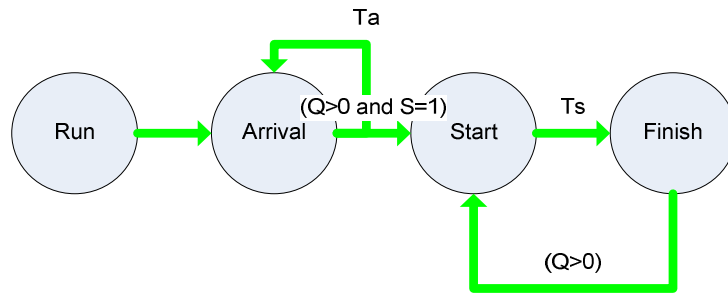 Ta
(Q>0 and S=1)
Run
Arrival
Start
Ts
Finish
(Q>0)